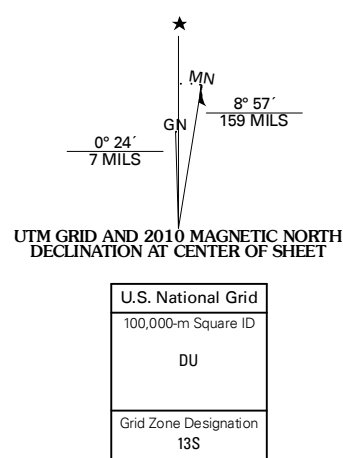 MN
GN
8° 57´
159 MILS
0° 24´
7 MILS
UTM GRID AND 2010 MAGNETIC NORTH
DECLINATION AT CENTER OF SHEET
U.S. National Grid
100,000-m Square ID
DU
Grid Zone Designation
13S